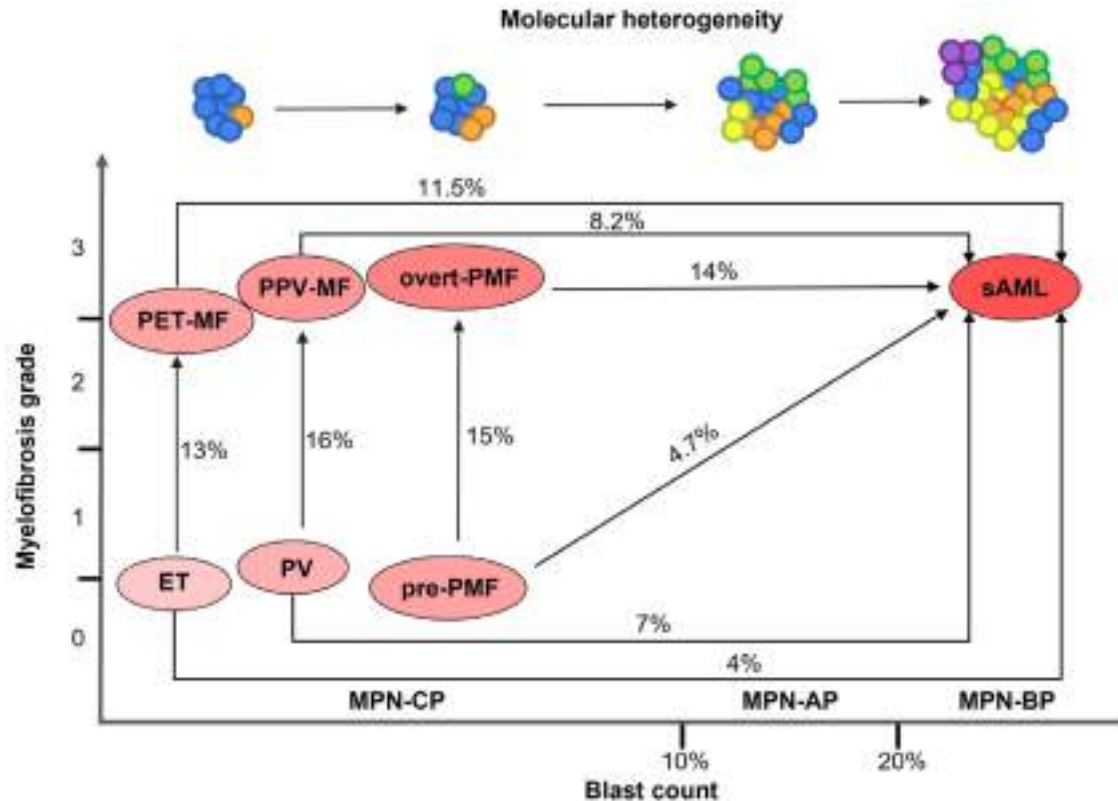 Molecular heterogeneity
11.5%
8.2%
3
PET-MF
PPV-MF
overt-PMF
14%
sAML
2
13%
16%
15%
4.7%
1
ET
PV
pre-PMF
0
7%
4%
MPN-CP
MPN-AP
MPN-BP
10%
20%
Blast count
Myelofibrosis grade